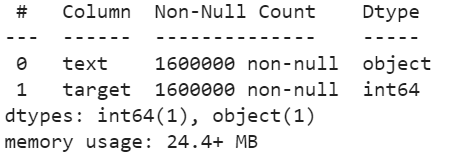 #   Column  Non-Null Count    Dtype
---  ------  --------------    -----
0   text    1600000 non-null  object
1   target  1600000 non-null  int64
dtypes: int64(1), object(1)
memory usage: 24.4+ MB